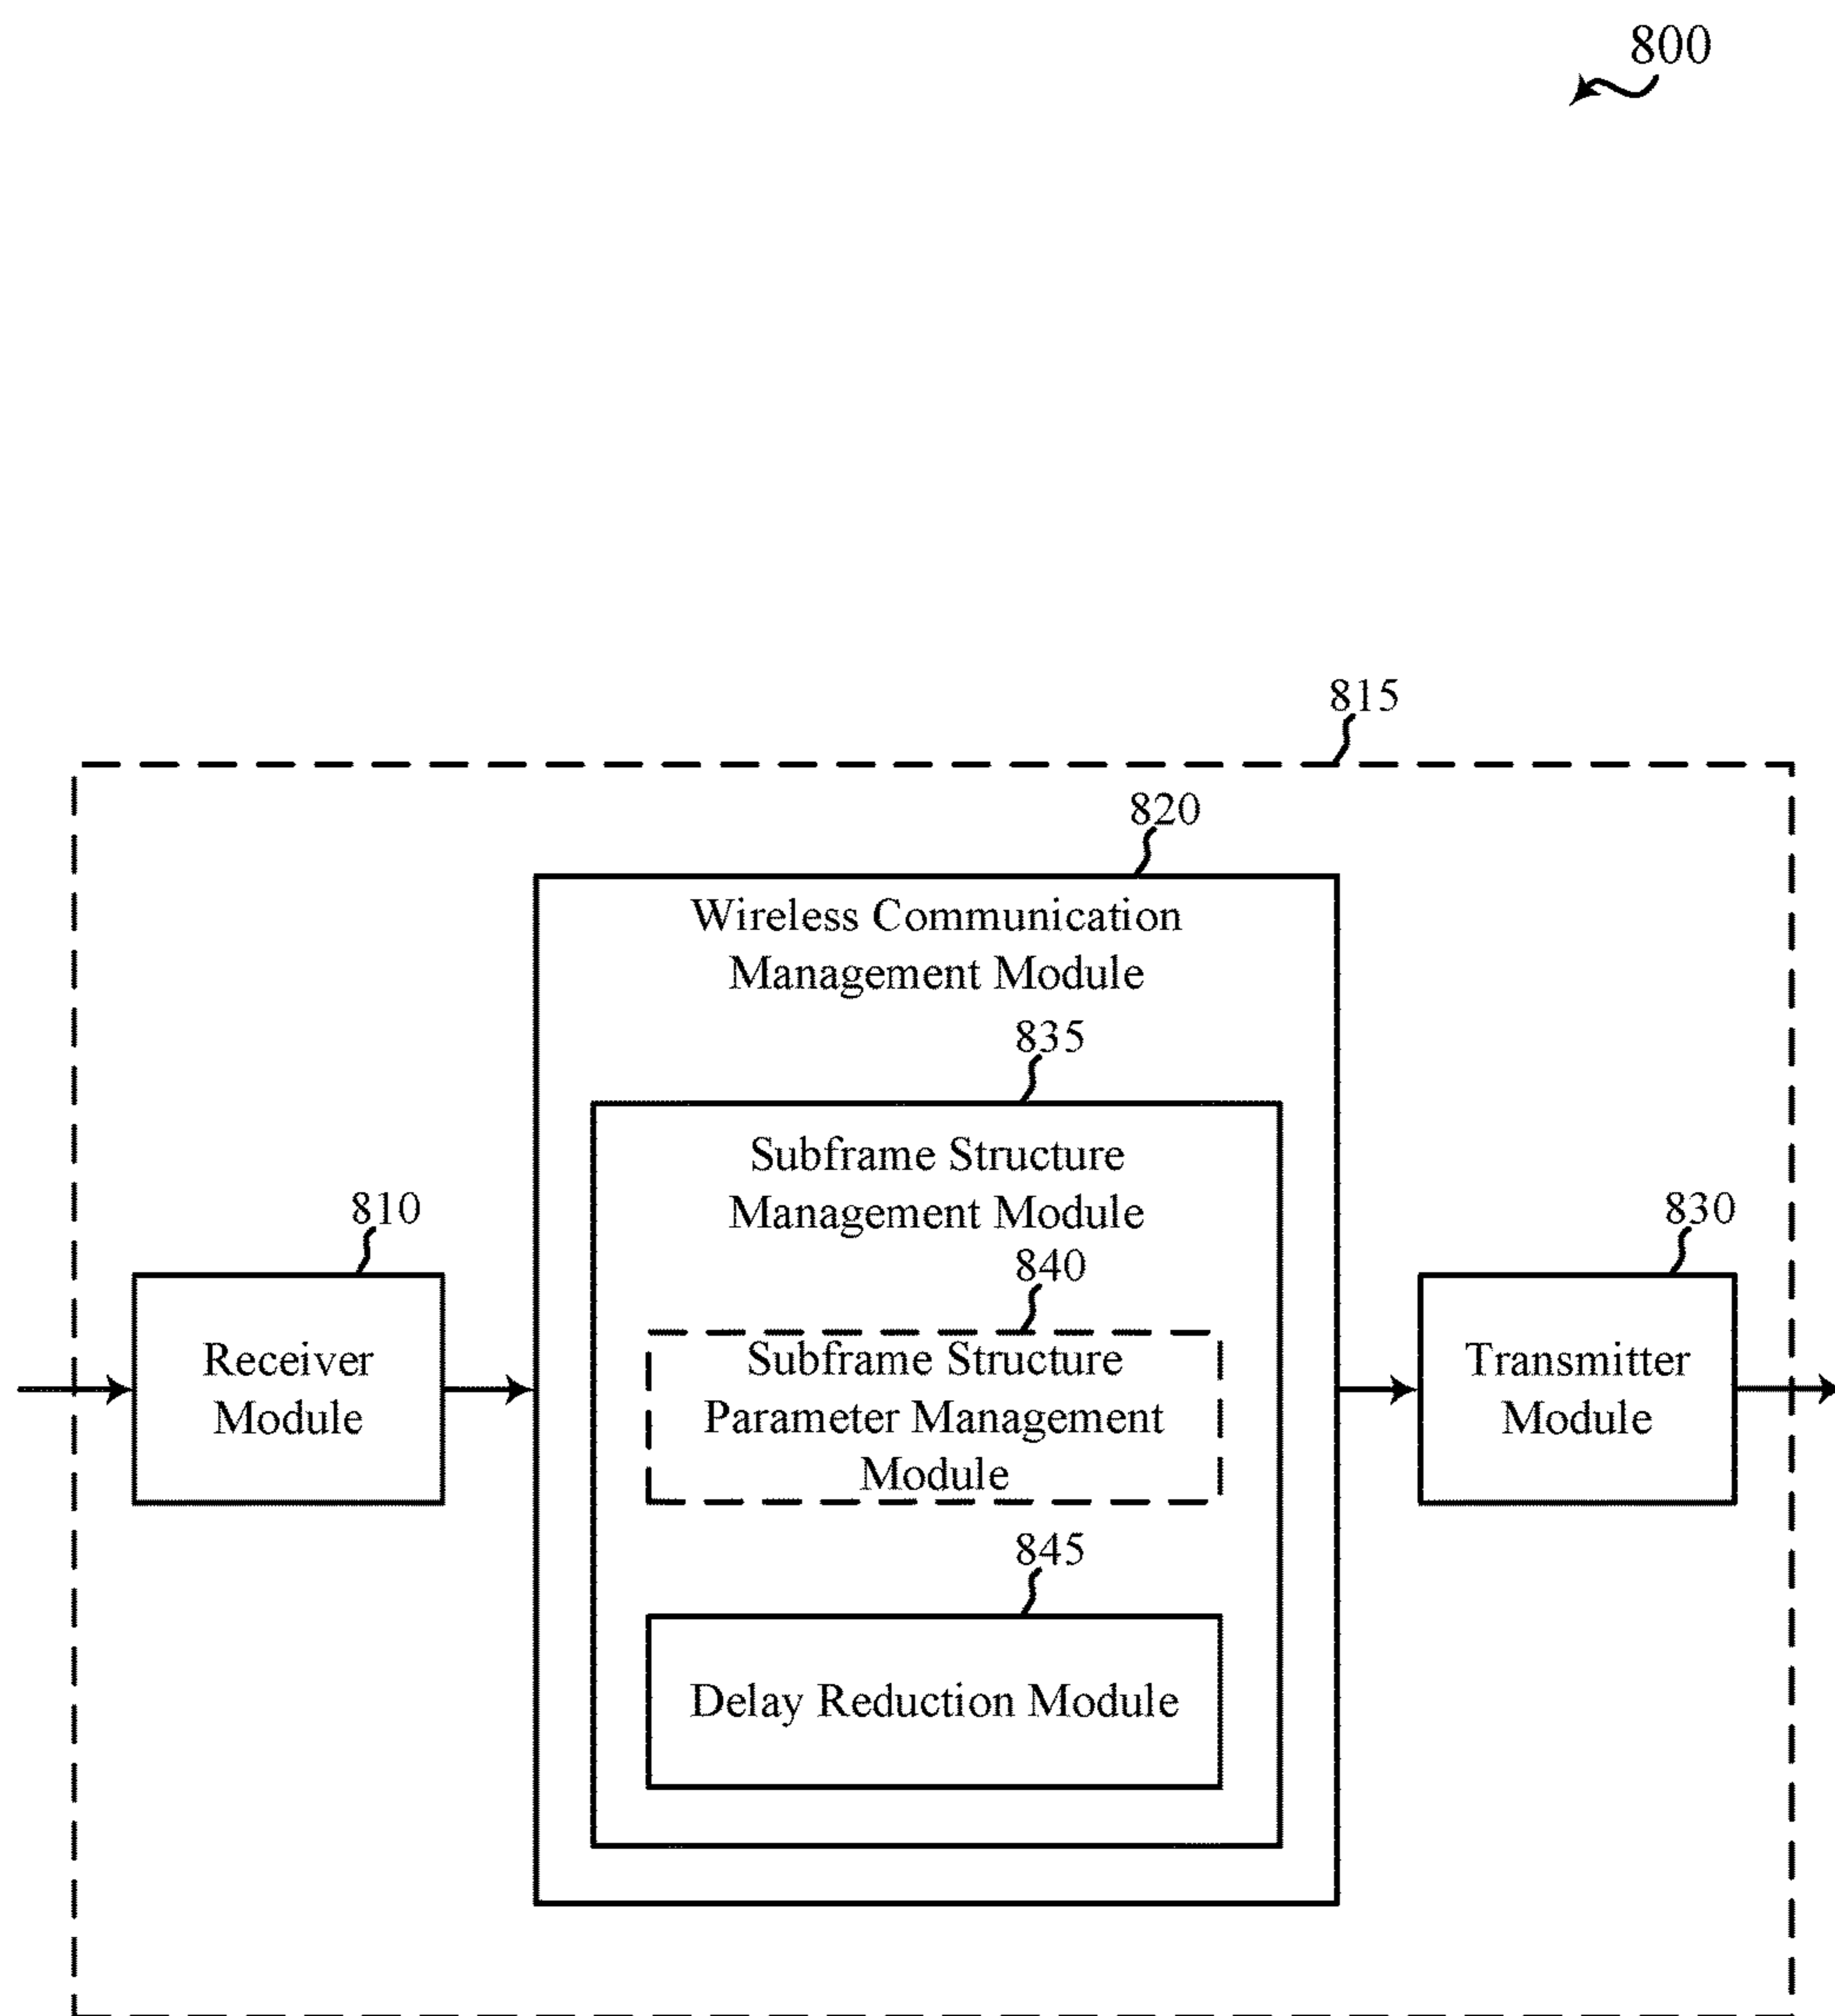 800
815
820
Wireless Communication
Management Module
835
Subframe Structure
Management Module
810
840
830
Receiver
Module
Subframe Structure
Parameter Management
Module
Transmitter
Module
845
Delay Reduction Module